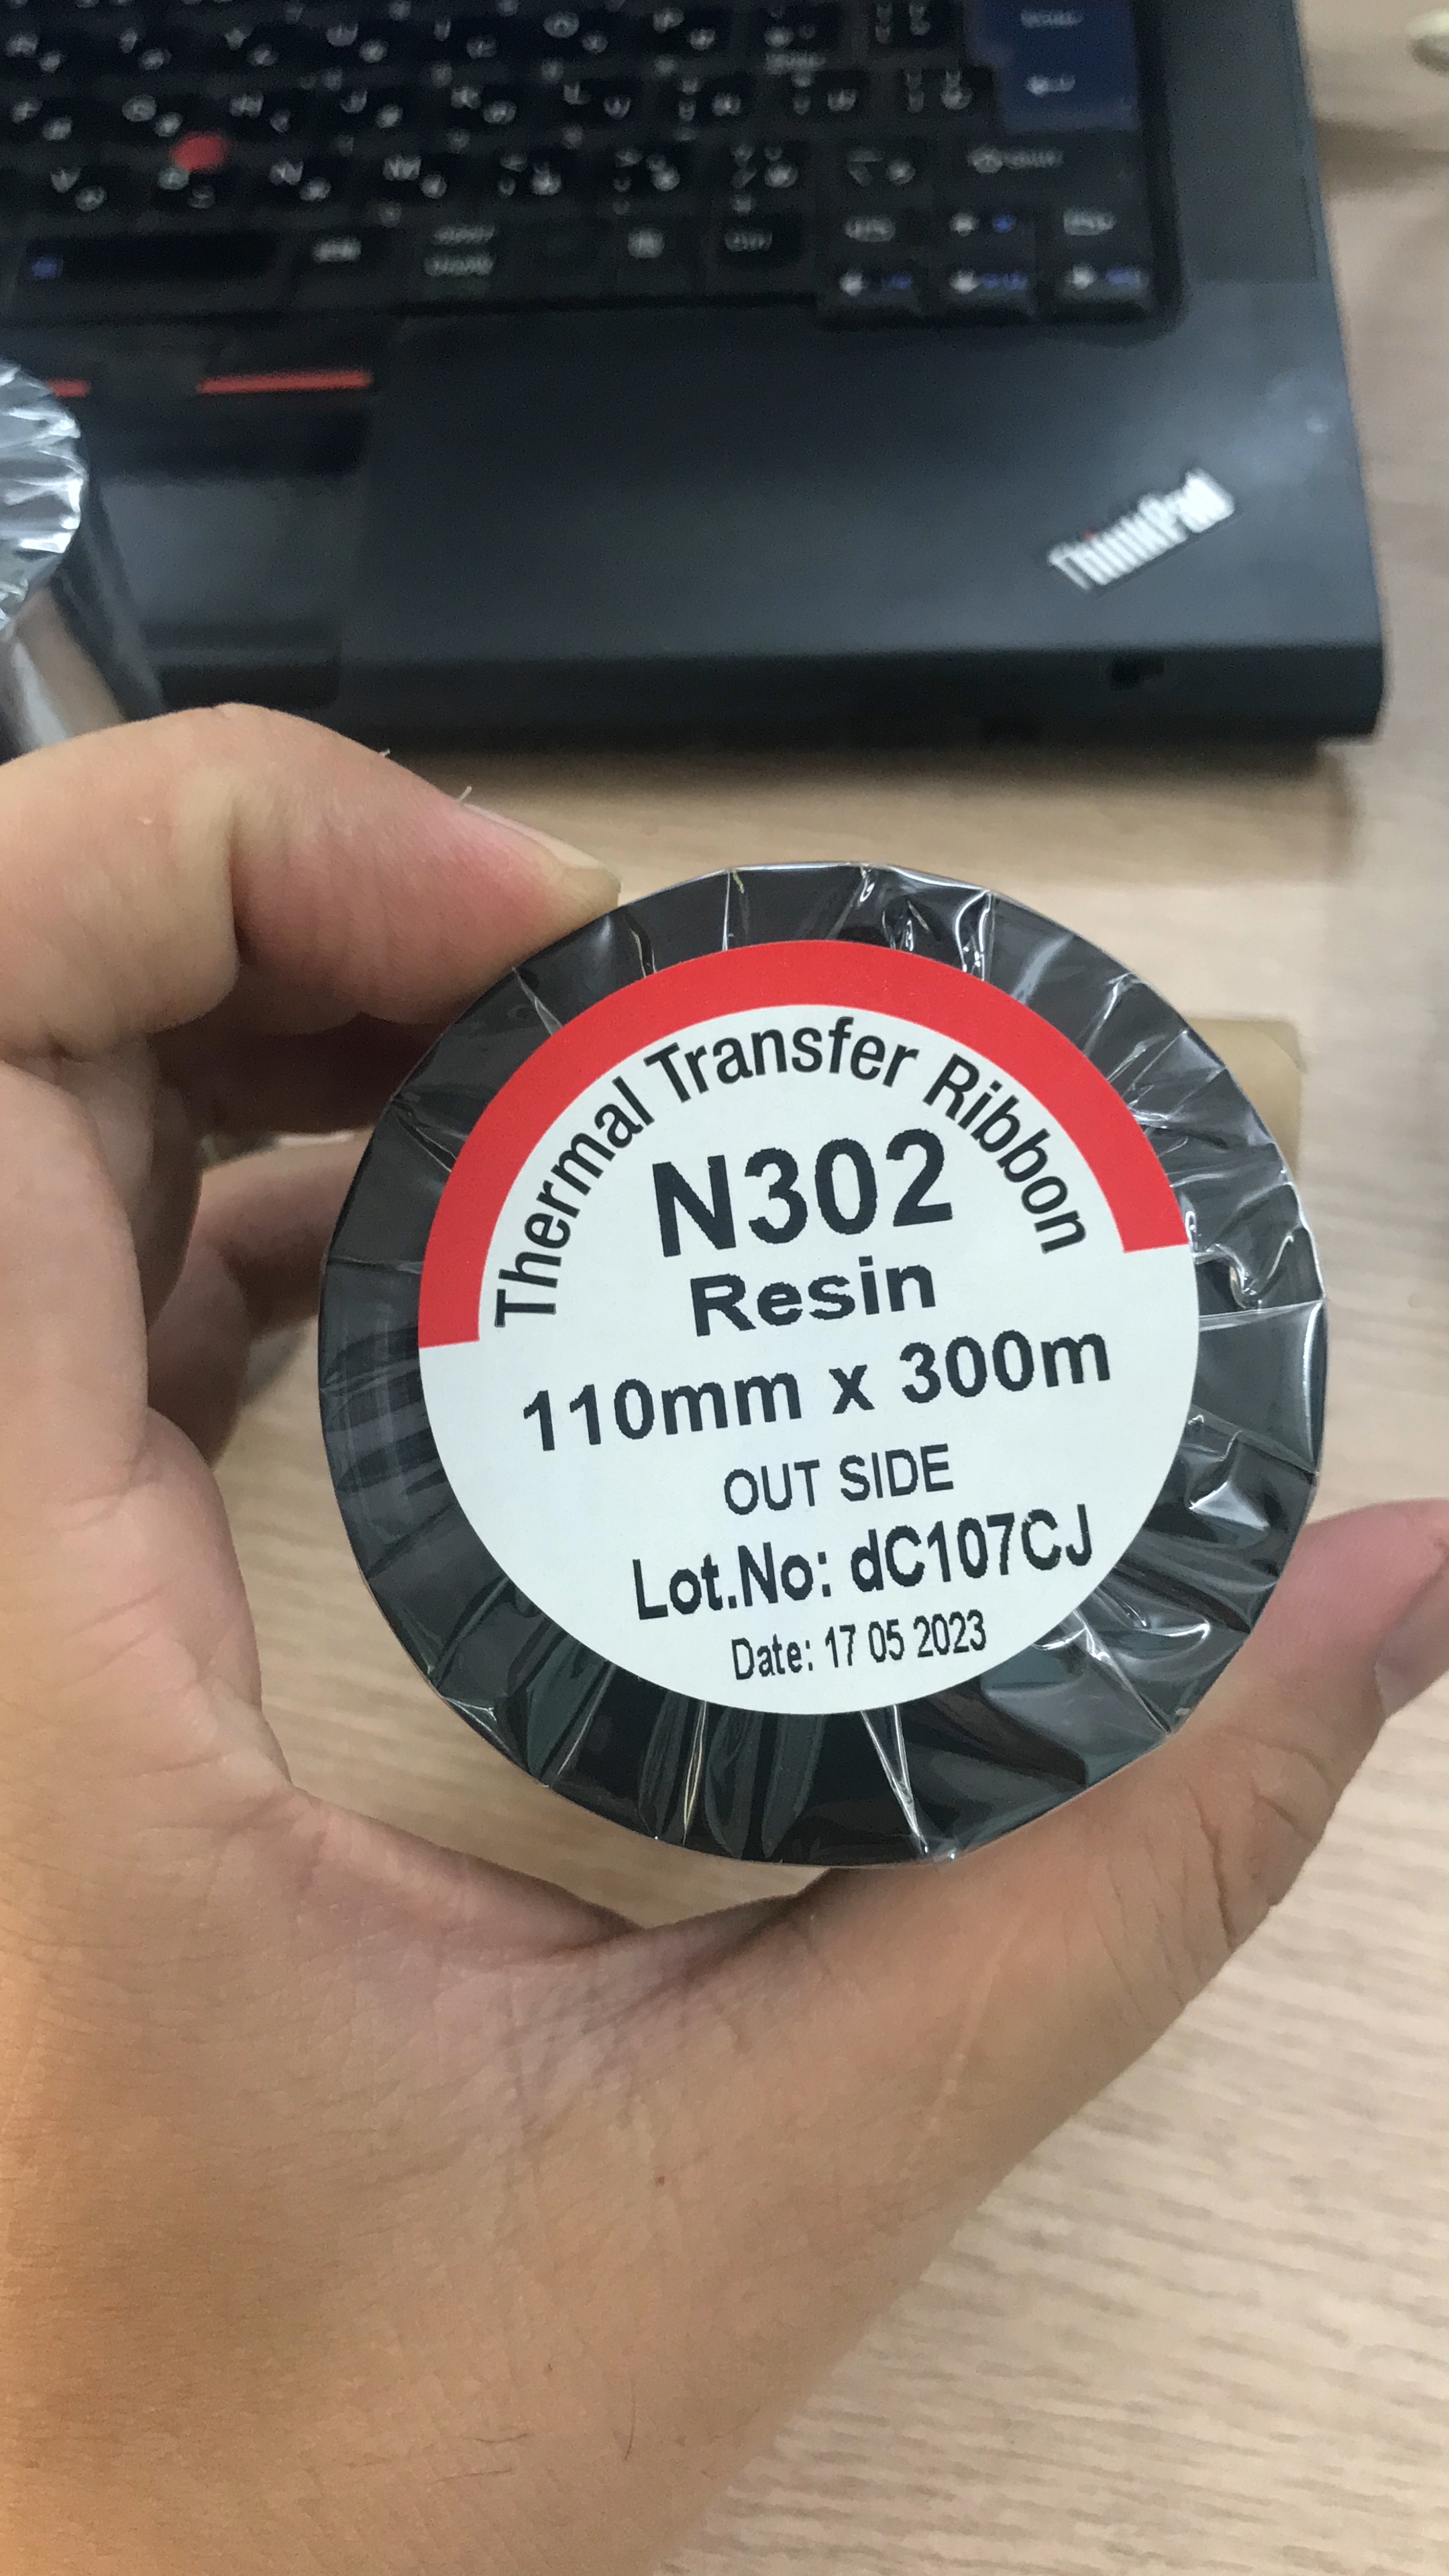 ThinkPad
Thermal Transfer Ribbon
N302
Resin
110mm x 300m
OUT SIDE
Lot.No: dC107CJ
Date: 17 05 2023